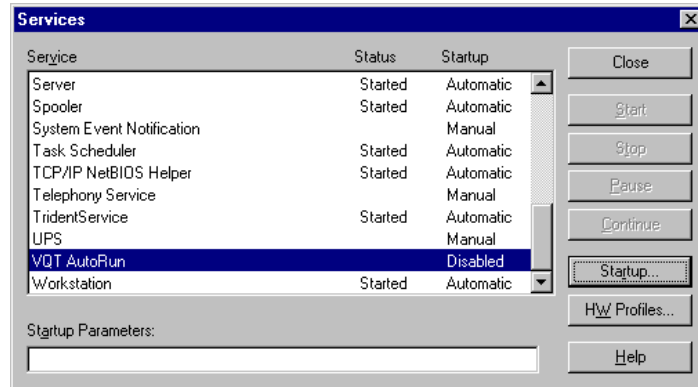 Services
Service Status Startup
Server Started Automatic
Spooler Started Automatic
System Event Notification Manual
Task Scheduler Started Automatic
TCP/IP NetBIOS Helper Started Automatic
Telephony Service Manual
TridentService Started Automatic
UPS Manual
VQT AutoRun Disabled
Workstation Started Automatic
Startup Parameters:
Close
Start
Stop
Pause
Continue
Startup...
HW Profiles...
Help